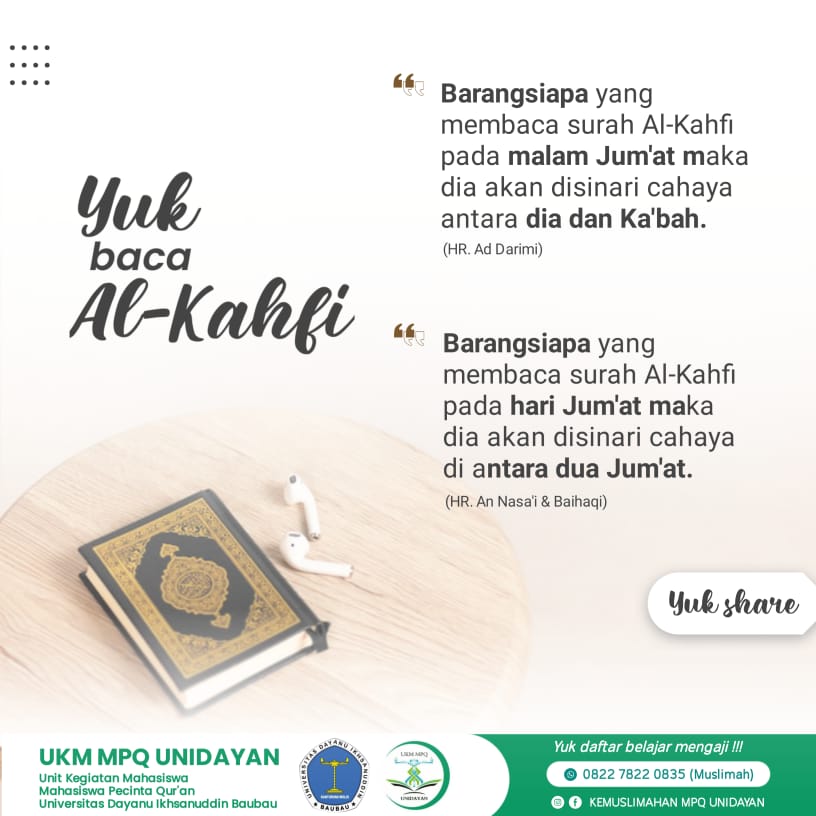 Yuk
baca
Al-Kahfi
Barangsiapa yang
membaca surah Al-Kahfi
pada malam Jum'at maka
dia akan disinari cahaya
antara dia dan Ka'bah.
(HR. Ad Darimi)
Barangsiapa yang
membaca surah Al-Kahfi
pada hari Jum'at maka
dia akan disinari cahaya
di antara dua Jum'at.
(HR. An Nasa'i & Baihaqi)
Yuk share
UKM MPQ UNIDAYAN
Unit Kegiatan Mahasiswa
Mahasiswa Pecinta Qur'an
Universitas Dayanu Ikhsanuddin Baubau
UNIVERSITAS DAYANU IKHSANUDDIN
BAUBAU
UKM MPQ
UNIDAYAN
Yuk daftar belajar mengaji !!!
0822 7822 0835 (Muslimah)
KEMUSLIMAHAN MPQ UNIDAYAN